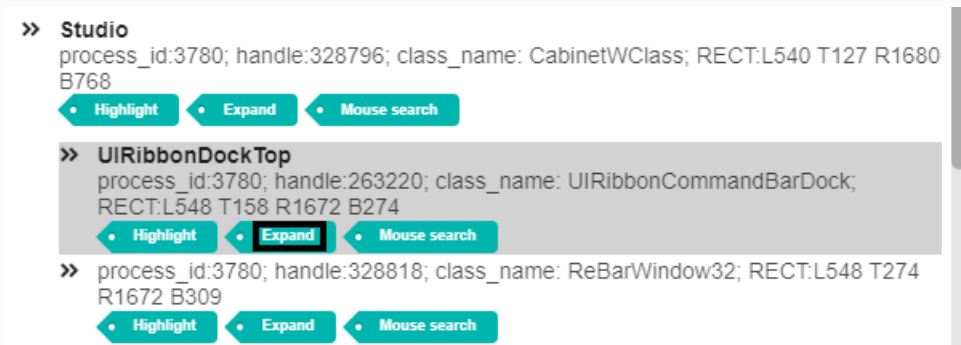 » Studio
process_id:3780; handle:328796; class_name: CabinetWClass; RECT:L540 T127 R1680
B768
Highlight Expand Mouse search
» UIRibbonDockTop
process_id:3780; handle:263220; class_name: UIRibbonCommandBarDock;
RECT:L548 T158 R1672 B274
Highlight Expand Mouse search
» process_id:3780; handle:328818; class_name: ReBarWindow32; RECT:L548 T274
R1672 B309
Highlight Expand Mouse search